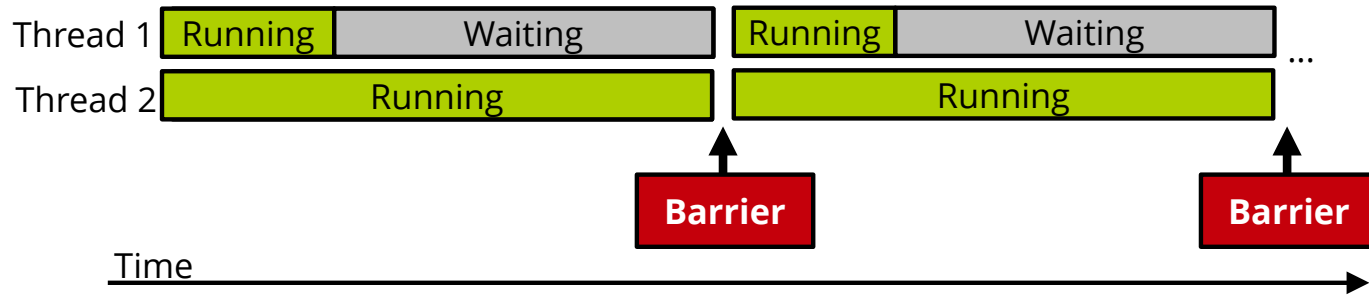 Thread 1 Running Waiting Running Waiting
...
Thread 2 Running Running
Barrier Barrier
Time